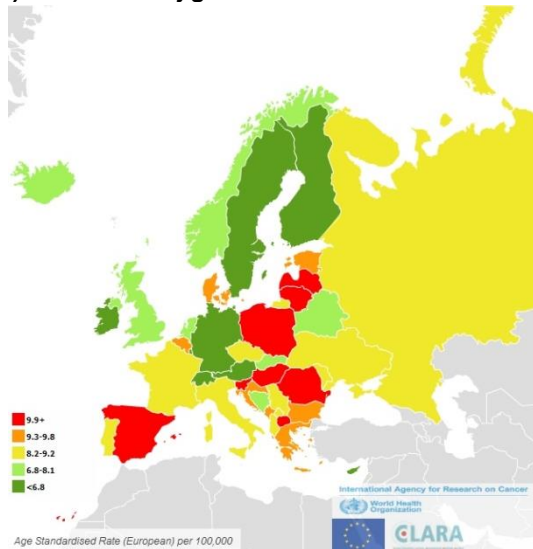 9.9+
9.3-9.8
8.2-9.2
6.8-8.1
<6.8
International Agency for Research on Cancer
World Health
Organization
CLARA
Age Standardised Rate (European) per 100,000